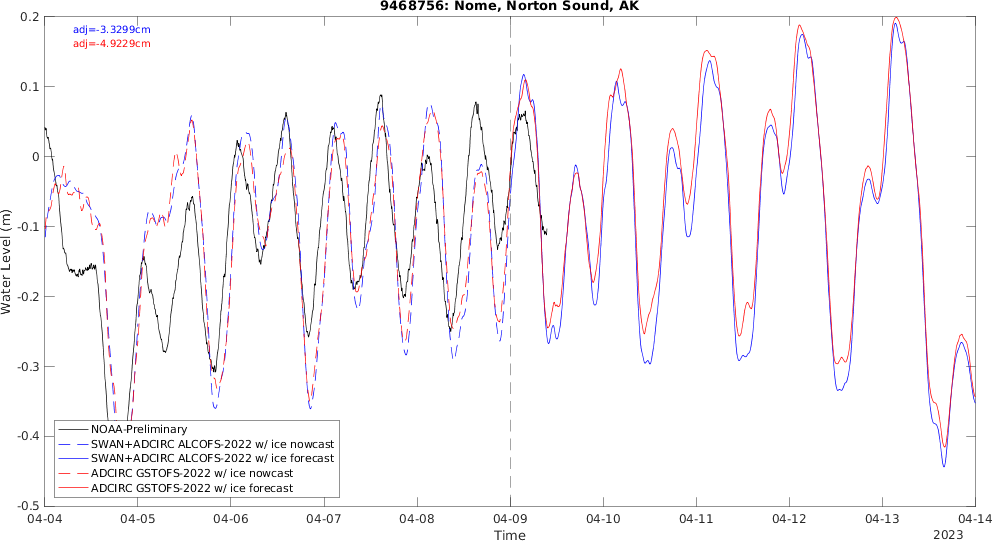 9468756: Nome, Norton Sound, AK
adj=-3.3299cm
adj=-4.9229cm
0.2
0.1
0
-0.1
-0.2
-0.3
-0.4
-0.5
Water Level (m)
NOAA-Preliminary
SWAN+ADCIRC ALCOFS-2022 w/ ice nowcast
SWAN+ADCIRC ALCOFS-2022 w/ ice forecast
ADCIRC GSTOFS-2022 w/ ice nowcast
ADCIRC GSTOFS-2022 w/ ice forecast
04-04 04-05 04-06 04-07 04-08 04-09 04-10 04-11 04-12 04-13 04-14
Time
2023